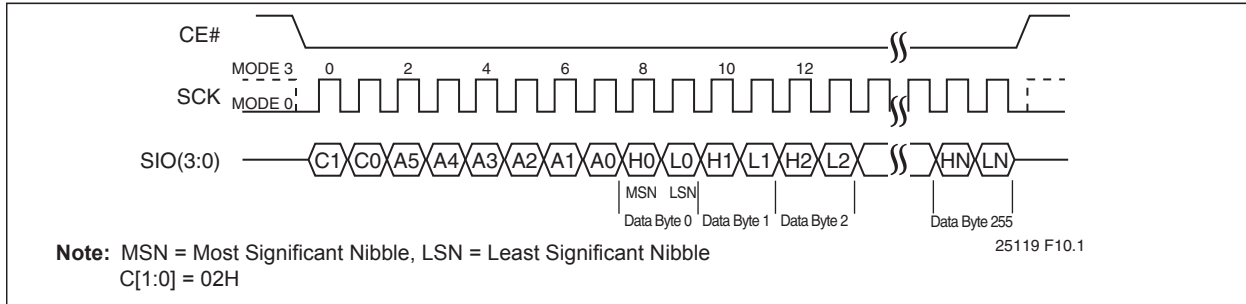 CE#
MODE 3 0 2 4 6 8 10 12
SCK MODE 0
SIO(3:0) C1 C0 A5 A4 A3 A2 A1 A0 H0 L0 H1 L1 H2 L2 HN LN
MSN LSN
Data Byte 0 Data Byte 1 Data Byte 2 Data Byte 255
25119 F10.1
Note: MSN = Most Significant Nibble, LSN = Least Significant Nibble
C[1:0] = 02H